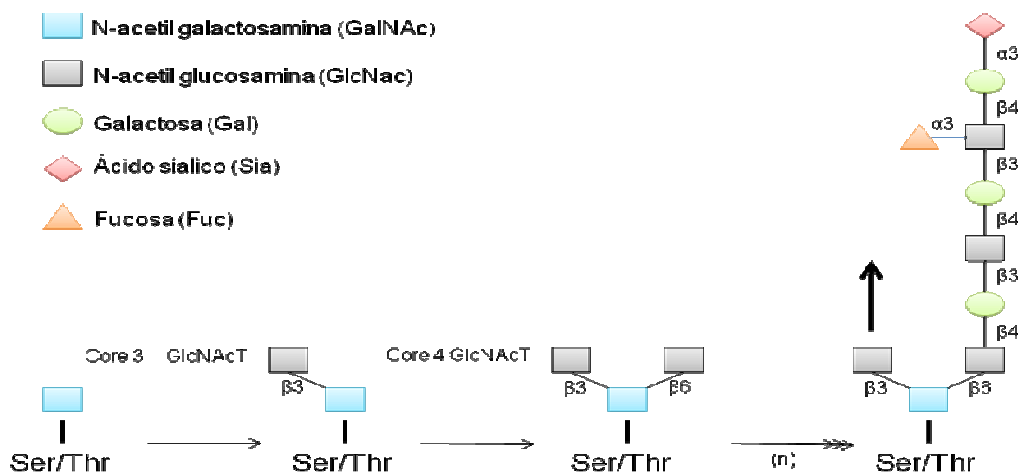 N-acetil galactosamina (GalNAc)
N-acetil glucosamina (GlcNac)
Galactosa (Gal)
Ácido sialico (Sia)
Fucosa (Fuc)
α3
β4
α3
β3
β4
β3
β4
Core 3 GlcNAcT
β3
Core 4 GlcNAcT
β3
β6
β3
β6
(n)
Ser/Thr
Ser/Thr
Ser/Thr
Ser/Thr